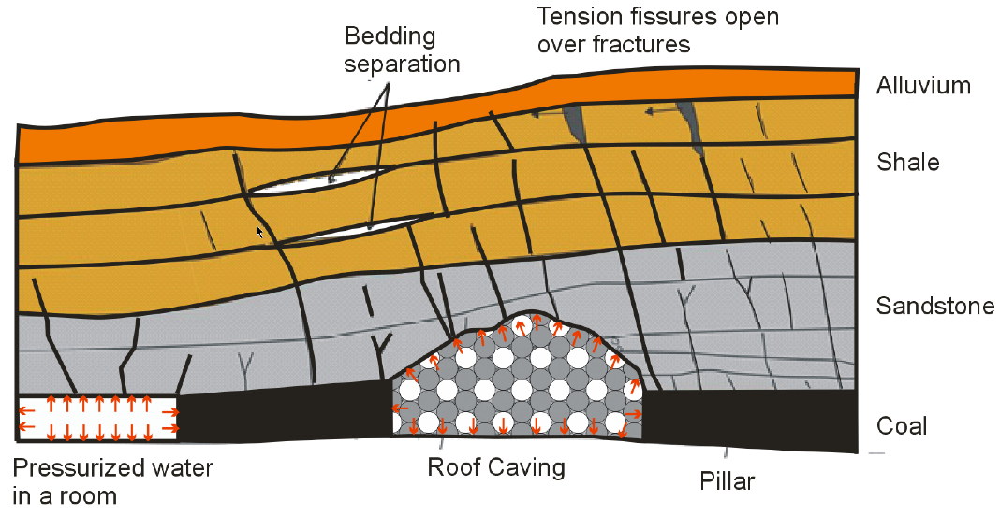 Tension fissures open
over fractures
Bedding
separation
Alluvium
Shale
Sandstone
Coal
Pressurized water
in a room
Roof Caving
Pillar